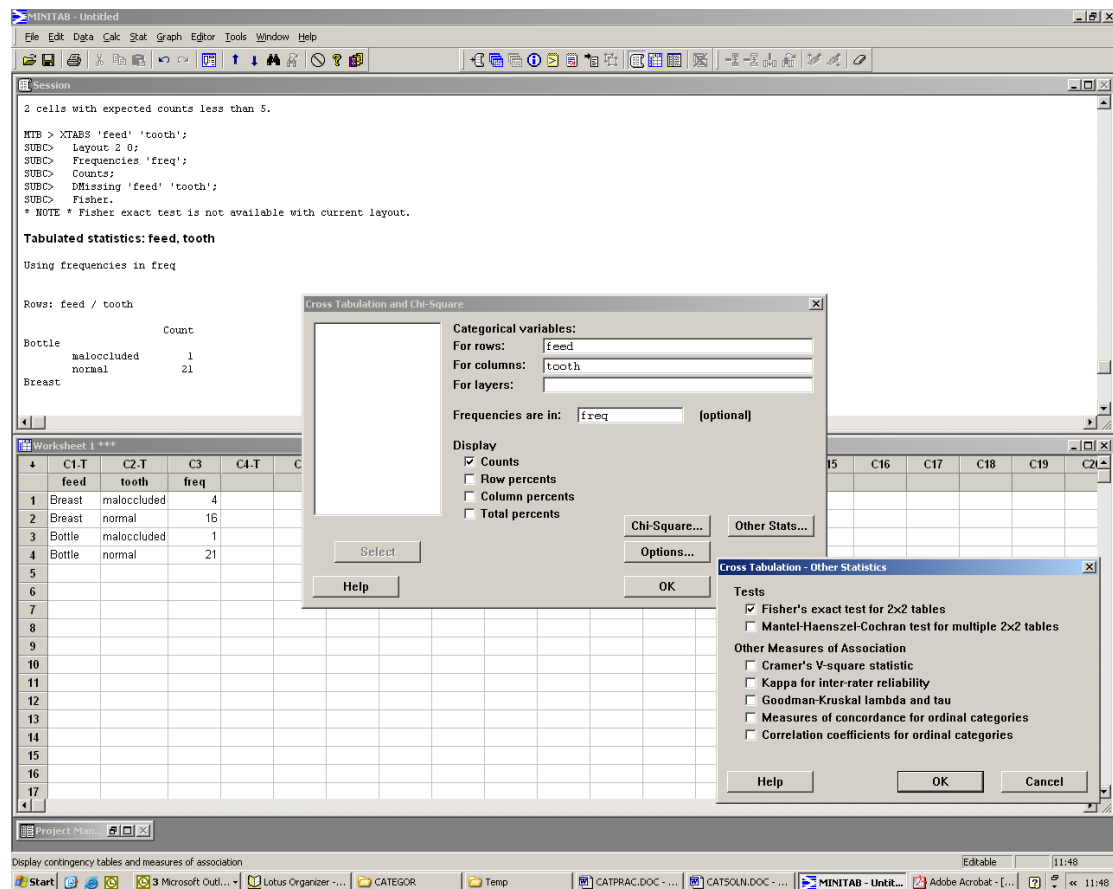 MINITAB - Untitled
File Edit Data Calc Stat Graph Editor Tools Window Help
Session
2 cells with expected counts less than 5.
MTB > XTABS 'feed' 'tooth';
SUBC> Layout 2 0;
SUBC> Frequencies 'freq';
SUBC> Counts;
SUBC> DMissing 'feed' 'tooth';
SUBC> Fisher.
* NOTE * Fisher exact test is not available with current layout.
Tabulated statistics: feed, tooth
Using frequencies in freq
Rows: feed / tooth
Count
Bottle
maloccluded 1
normal 21
Breast
Cross Tabulation and Chi-Square
Categorical variables:
For rows: feed
For columns: tooth
For layers:
Frequencies are in: freq (optional)
Display
Counts
Row percents
Column percents
Total percents
Chi-Square... Other Stats...
Select Options...
Help OK
Worksheet 1 ***
C1-T C2-T C3 C4-T C 15 C16 C17 C18 C19 C20
feed tooth freq
1 Breast maloccluded 4
2 Breast normal 16
3 Bottle maloccluded 1
4 Bottle normal 21
5
6
7
8
9
10
11
12
13
14
15
16
17
Cross Tabulation - Other Statistics
Tests
Fisher's exact test for 2x2 tables
Mantel-Haenszel-Cochran test for multiple 2x2 tables
Other Measures of Association
Cramer's V-square statistic
Kappa for inter-rater reliability
Goodman-Kruskal lambda and tau
Measures of concordance for ordinal categories
Correlation coefficients for ordinal categories
Help OK Cancel
Project Man...
Display contingency tables and measures of association Editable 11:48
Start 3 Microsoft Outl... Lotus Organizer -... CATEGOR Temp CATPRAC.DOC - ... CATSOLN.DOC - ... MINITAB - Untit... Adobe Acrobat - [... 11:48